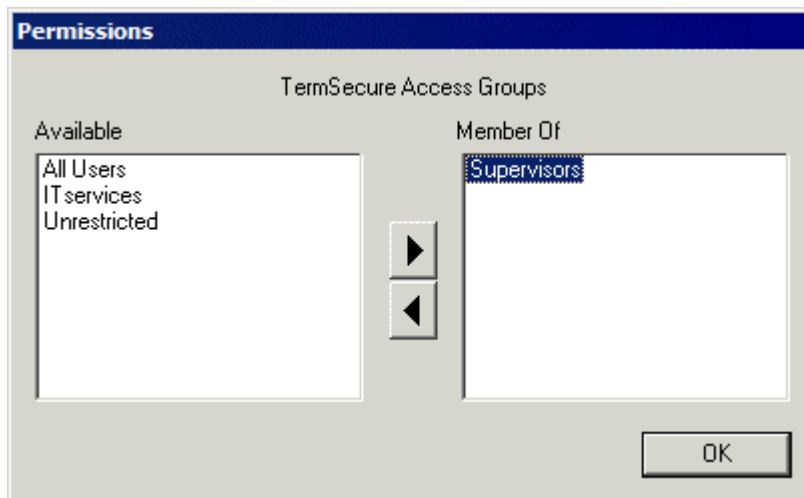 Permissions
TermSecure Access Groups
Available
Member Of
All Users
ITservices
Unrestricted
Supervisors
OK